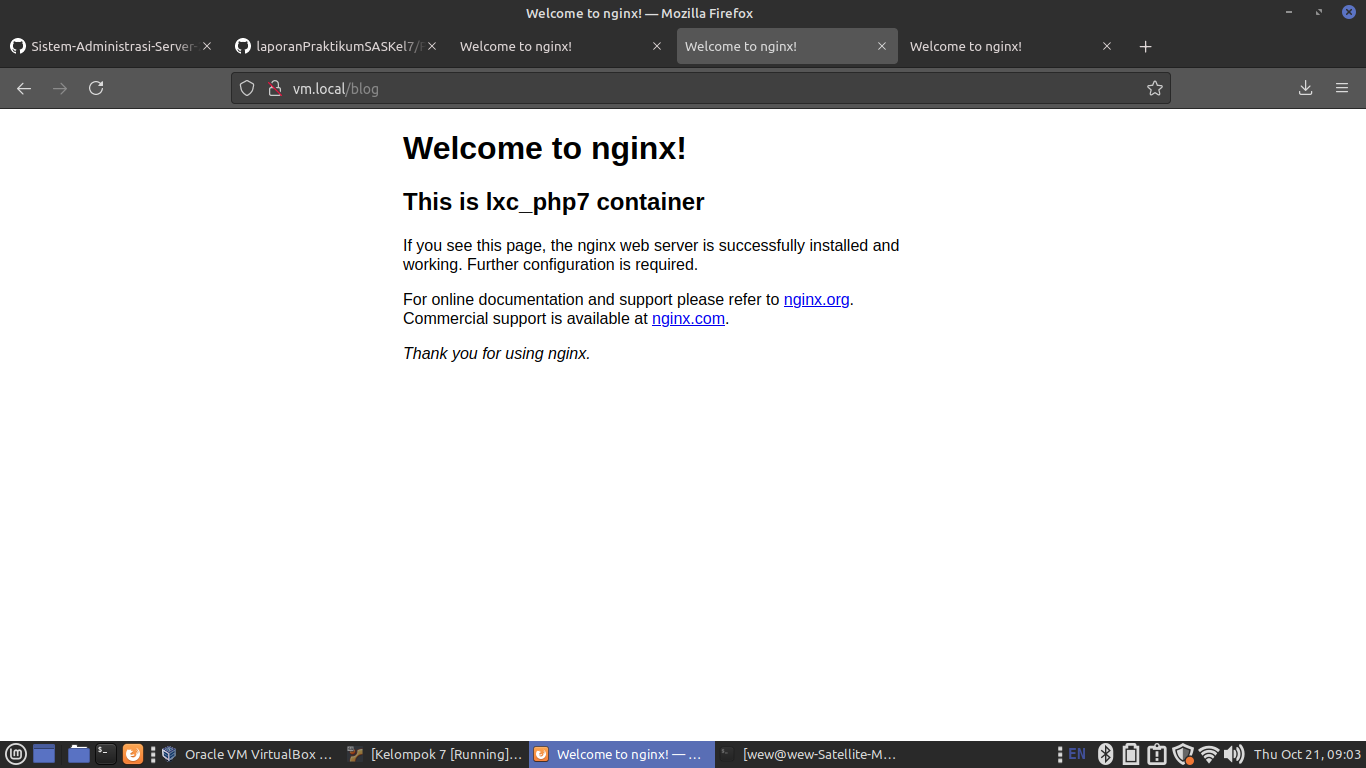 Welcome to nginx! — Mozilla Firefox
Sistem-Administrasi-Server-
laporanPraktikumSASKel7/
Welcome to nginx!
Welcome to nginx!
Welcome to nginx!
vm.local/blog
Welcome to nginx!
This is lxc_php7 container
If you see this page, the nginx web server is successfully installed and
working. Further configuration is required.
For online documentation and support please refer to nginx.org.
Commercial support is available at nginx.com.
Thank you for using nginx.
Oracle VM VirtualBox ...
[Kelompok 7 [Running]...
Welcome to nginx! — ...
[wew@wew-Satellite-M...
EN
Thu Oct 21, 09:03